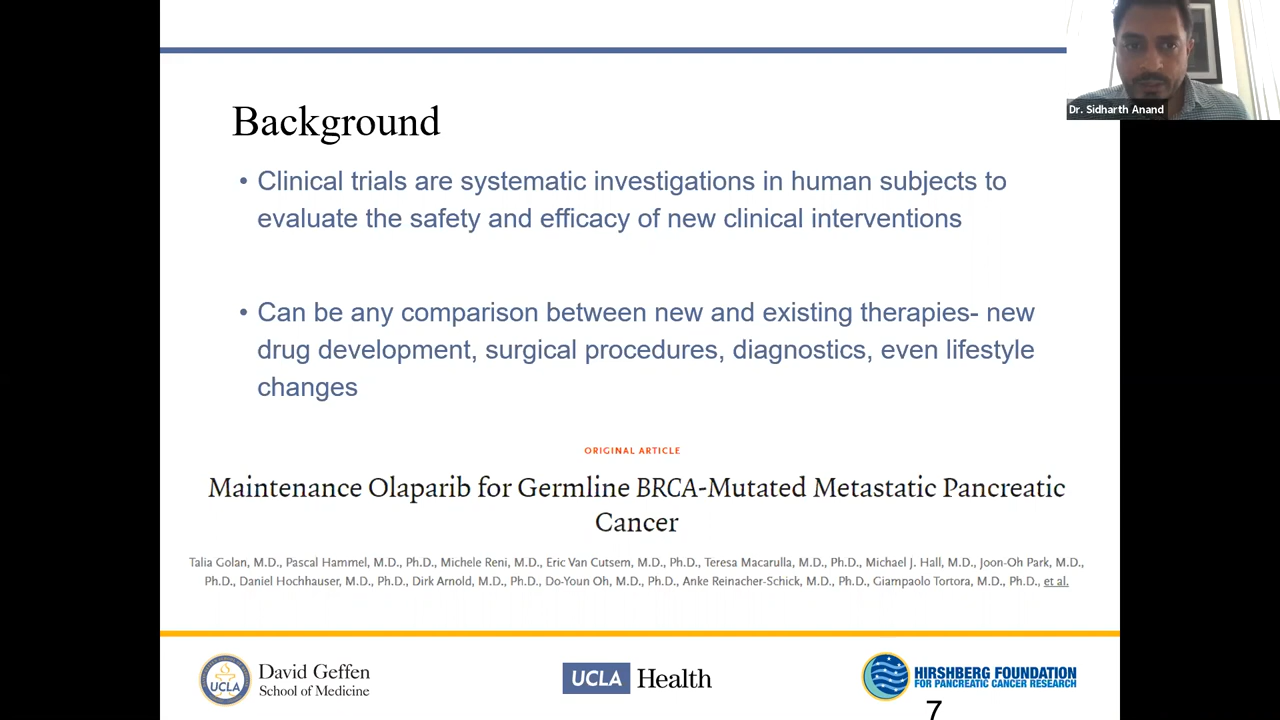 Dr. Sidharth Anand
Background
• Clinical trials are systematic investigations in human subjects to
evaluate the safety and efficacy of new clinical interventions
• Can be any comparison between new and existing therapies- new
drug development, surgical procedures, diagnostics, even lifestyle
changes
ORIGINAL ARTICLE
Maintenance Olaparib for Germline BRCA-Mutated Metastatic Pancreatic
Cancer
Talia Golan, M.D., Pascal Hammel, M.D., Ph.D., Michele Reni, M.D., Eric Van Cutsem, M.D., Ph.D., Teresa Macarulla, M.D., Ph.D., Michael J. Hall, M.D., Joon-Oh Park, M.D.,
Ph.D., Daniel Hochhauser, M.D., Ph.D., Dirk Arnold, M.D., Ph.D., Do-Youn Oh, M.D., Ph.D., Anke Reinacher-Schick, M.D., Ph.D., Giampaolo Tortora, M.D., Ph.D., et al.
UCLA
David Geffen
School of Medicine
UCLA Health
HIRSHBERG FOUNDATION
FOR PANCREATIC CANCER RESEARCH
7